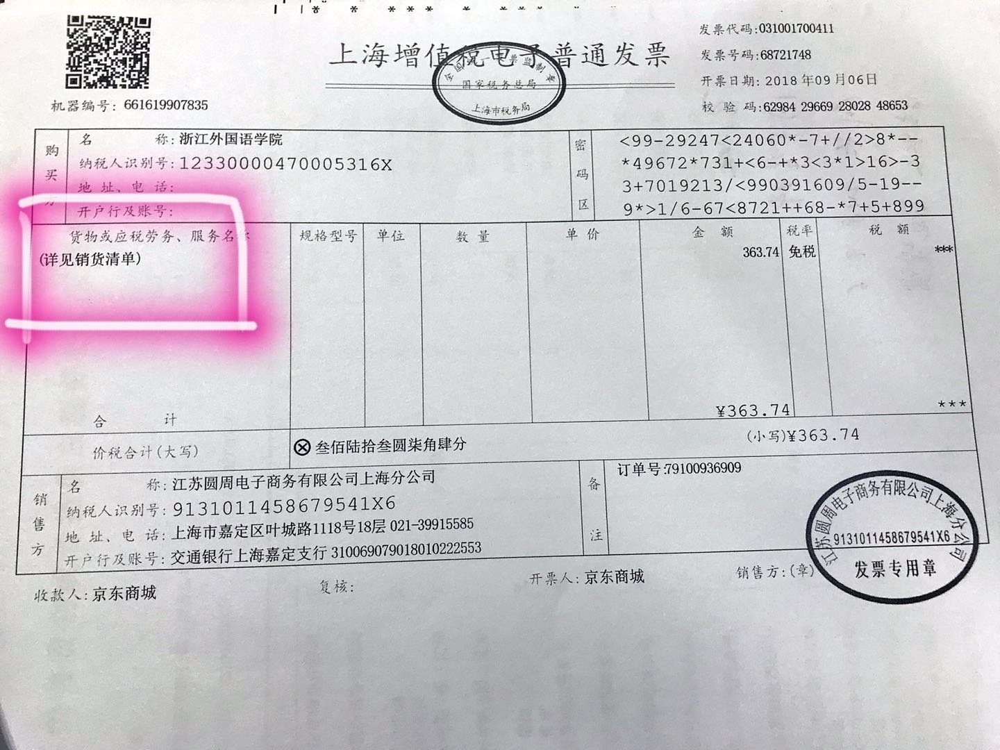 上海增值税电子普通发票
全国统一发票监制章
国家税务总局
上海市税务局
发票代码:031001700411
发票号码:68721748
开票日期: 2018 年09 月06日
校 验 码:62984 29669 28028 48653
机器编号: 661619907835
购买方
名 称: 浙江外国语学院
纳税人识别号: 12330000470005316X
地 址、电 话:
开户行及账号:
密码区
<99-29247<24060*-7+//2>8*--
*49672*731+<6-+*3<3*1>16>-3
3+7019213/<990391609/5-19--
9*>1/6-67<8721++68-*7+5+899
货物或应税劳务、服务名称 规格型号 单位 数 量 单 价 金 额 税率 税 额
(详见销货清单) 363.74 免税 ***
合 计 ¥363.74 ***
价税合计(大写) ⊗ 叁佰陆拾叁圆柒角肆分 (小写)¥363.74
销售方
名 称: 江苏圆周电子商务有限公司上海分公司
纳税人识别号: 9131011458679541X6
地 址、电 话: 上海市嘉定区叶城路1118号18层 021-39915585
开户行及账号: 交通银行上海嘉定支行 310069079018010222553
备注
订单号:79100936909
江苏圆周电子商务有限公司上海分公司
9131011458679541X6
发票专用章
收款人: 京东商城 复核: 开票人: 京东商城 销售方: (章)